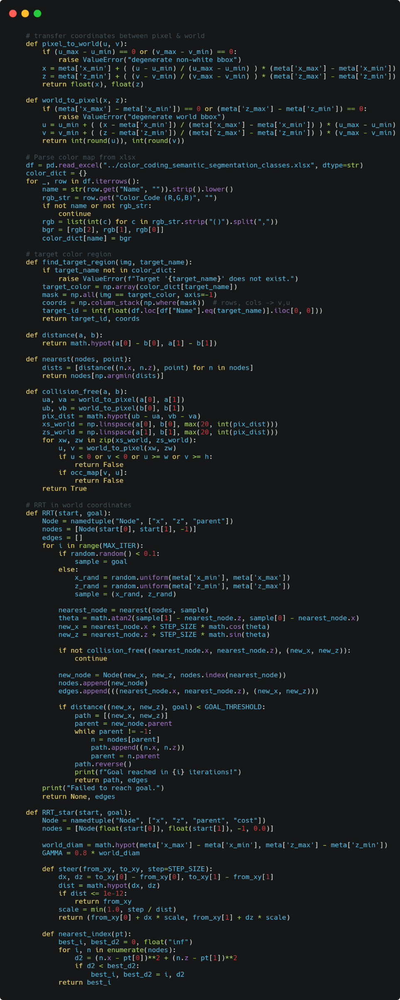 # transfer coordinates between pixel & world
def pixel_to_world(u, v):
    if (u_max - u_min) == 0 or (v_max - v_min) == 0:
        raise ValueError("degenerate non-white bbox")
    x = meta['x_min'] + ( (u - u_min) / (u_max - u_min) ) * (meta['x_max'] - meta['x_min'])
    z = meta['z_min'] + ( (v - v_min) / (v_max - v_min) ) * (meta['z_max'] - meta['z_min'])
    return float(x), float(z)

def world_to_pixel(x, z):
    if (meta['x_max'] - meta['x_min']) == 0 or (meta['z_max'] - meta['z_min']) == 0:
        raise ValueError("degenerate world bbox")
    u = u_min + ( (x - meta['x_min']) / (meta['x_max'] - meta['x_min']) ) * (u_max - u_min)
    v = v_min + ( (z - meta['z_min']) / (meta['z_max'] - meta['z_min']) ) * (v_max - v_min)
    return int(round(u)), int(round(v))

# Parse color map from xlsx
df = pd.read_excel("../color_coding_semantic_segmentation_classes.xlsx", dtype=str)
color_dict = {}
for _, row in df.iterrows():
    name = str(row.get("Name", "")).strip().lower()
    rgb_str = row.get("Color_Code (R,G,B)", "")
    if not name or not rgb_str:
        continue
    rgb = list(int(c) for c in rgb_str.strip("()").split(","))
    bgr = [rgb[2], rgb[1], rgb[0]]
    color_dict[name] = bgr

# target color region
def find_target_region(img, target_name):
    if target_name not in color_dict:
        raise ValueError(f"Target '{target_name}' does not exist.")
    target_color = np.array(color_dict[target_name])
    mask = np.all(img == target_color, axis=-1)
    coords = np.column_stack(np.where(mask))  # rows, cols -> v,u
    target_id = int(float(df.loc[df["Name"].eq(target_name)].iloc[0, 0]))
    return target_id, coords

def distance(a, b):
    return math.hypot(a[0] - b[0], a[1] - b[1])

def nearest(nodes, point):
    dists = [distance((n.x, n.z), point) for n in nodes]
    return nodes[np.argmin(dists)]

def collision_free(a, b):
    ua, va = world_to_pixel(a[0], a[1])
    ub, vb = world_to_pixel(b[0], b[1])
    pix_dist = math.hypot(ub - ua, vb - va)
    xs_world = np.linspace(a[0], b[0], max(20, int(pix_dist)))
    zs_world = np.linspace(a[1], b[1], max(20, int(pix_dist)))
    for xw, zw in zip(xs_world, zs_world):
        u, v = world_to_pixel(xw, zw)
        if u < 0 or v < 0 or u >= w or v >= h:
            return False
        if occ_map[v, u]:
            return False
    return True

# RRT in world coordinates
def RRT(start, goal):
    Node = namedtuple("Node", ["x", "z", "parent"])
    nodes = [Node(start[0], start[1], -1)]
    edges = []
    for i in range(MAX_ITER):
        if random.random() < 0.1:
            sample = goal
        else:
            x_rand = random.uniform(meta['x_min'], meta['x_max'])
            z_rand = random.uniform(meta['z_min'], meta['z_max'])
            sample = (x_rand, z_rand)

        nearest_node = nearest(nodes, sample)
        theta = math.atan2(sample[1] - nearest_node.z, sample[0] - nearest_node.x)
        new_x = nearest_node.x + STEP_SIZE * math.cos(theta)
        new_z = nearest_node.z + STEP_SIZE * math.sin(theta)

        if not collision_free((nearest_node.x, nearest_node.z), (new_x, new_z)):
            continue

        new_node = Node(new_x, new_z, nodes.index(nearest_node))
        nodes.append(new_node)
        edges.append(((nearest_node.x, nearest_node.z), (new_x, new_z)))

        if distance((new_x, new_z), goal) < GOAL_THRESHOLD:
            path = [(new_x, new_z)]
            parent = new_node.parent
            while parent != -1:
                n = nodes[parent]
                path.append((n.x, n.z))
                parent = n.parent
            path.reverse()
            print(f"Goal reached in {i} iterations!")
            return path, edges
    print("Failed to reach goal.")
    return None, edges

def RRT_star(start, goal):
    Node = namedtuple("Node", ["x", "z", "parent", "cost"])
    nodes = [Node(float(start[0]), float(start[1]), -1, 0.0)]

    world_diam = math.hypot(meta['x_max'] - meta['x_min'], meta['z_max'] - meta['z_min'])
    GAMMA = 0.8 * world_diam

    def steer(from_xy, to_xy, step=STEP_SIZE):
        dx, dz = to_xy[0] - from_xy[0], to_xy[1] - from_xy[1]
        dist = math.hypot(dx, dz)
        if dist <= 1e-12:
            return from_xy
        scale = min(1.0, step / dist)
        return (from_xy[0] + dx * scale, from_xy[1] + dz * scale)

    def nearest_index(pt):
        best_i, best_d2 = 0, float("inf")
        for i, n in enumerate(nodes):
            d2 = (n.x - pt[0])**2 + (n.z - pt[1])**2
            if d2 < best_d2:
                best_i, best_d2 = i, d2
        return best_i